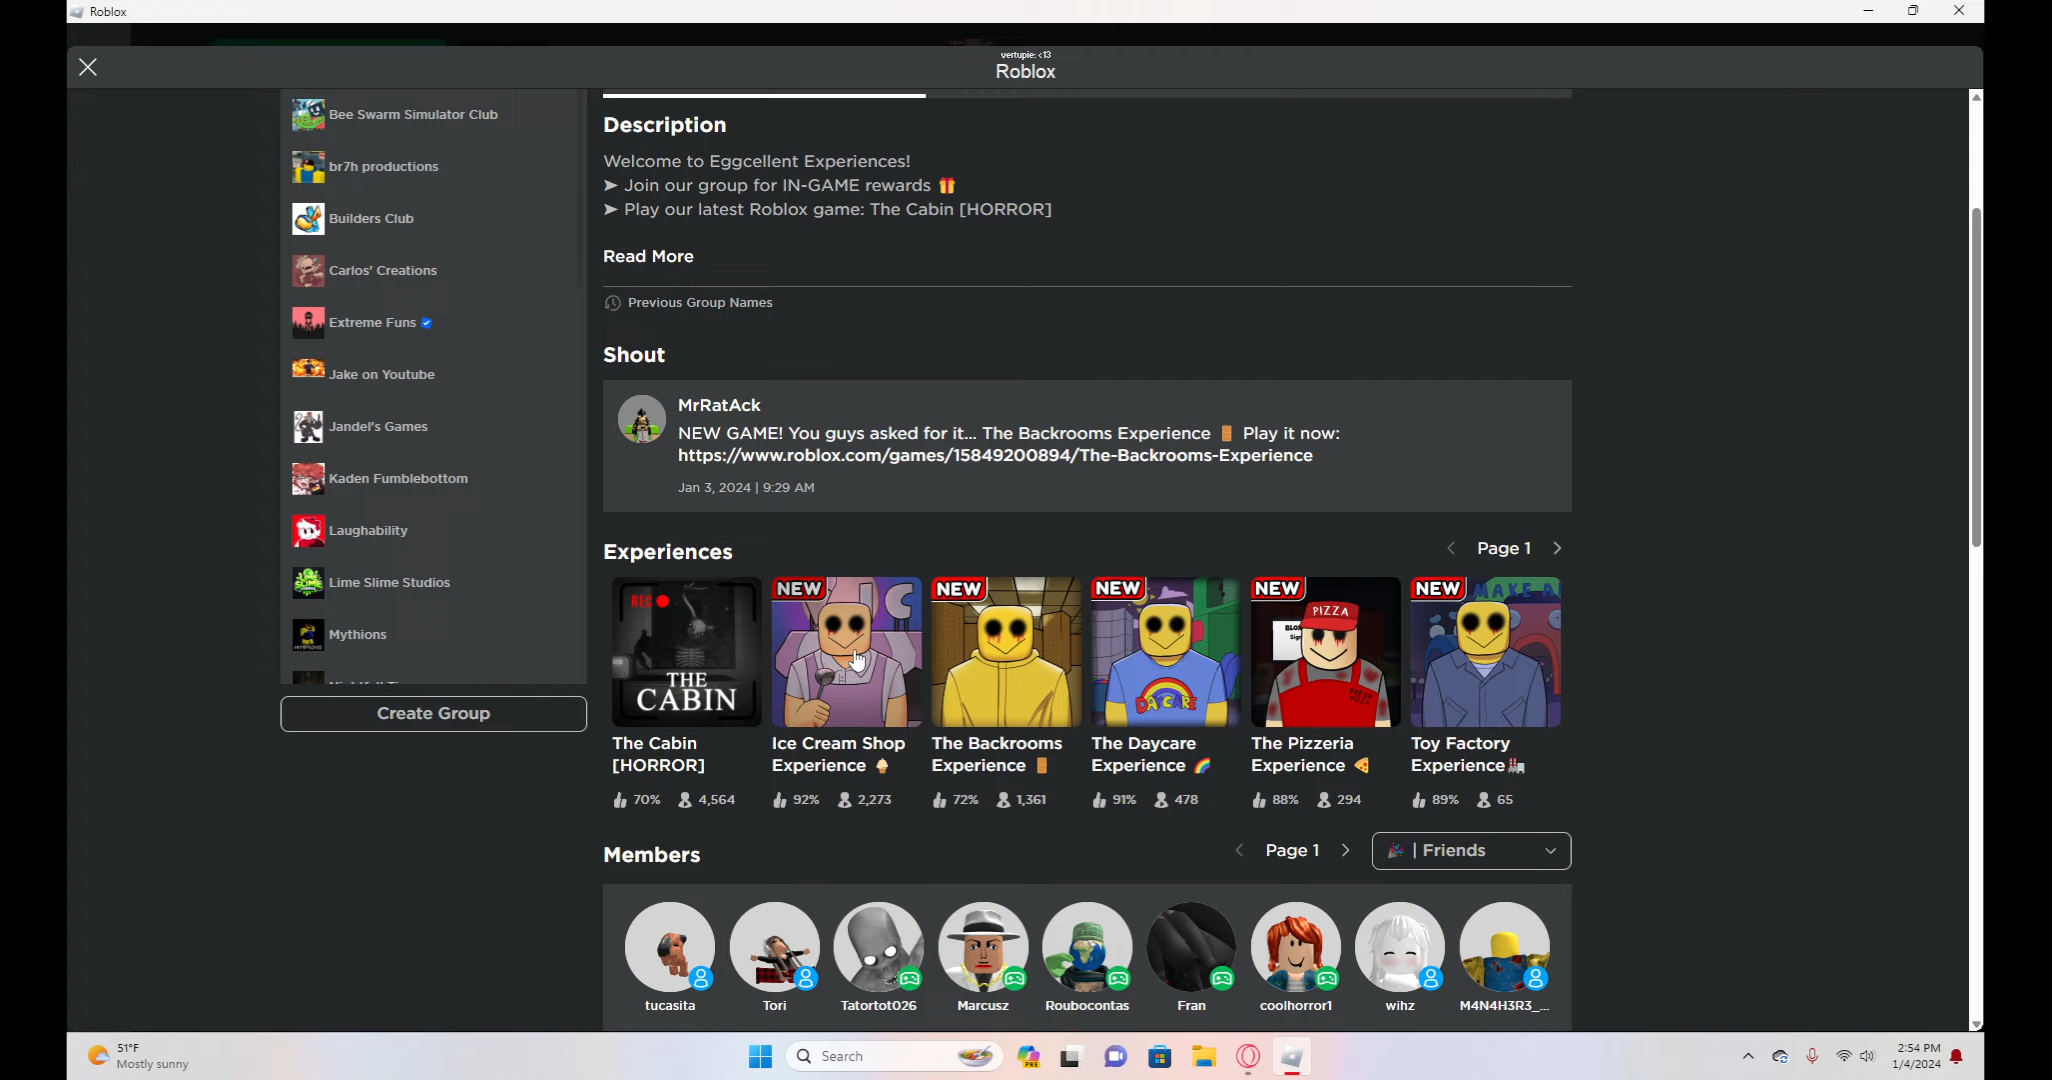 Roblox
vertupie: <13
Roblox
Bee Swarm Simulator Club
br7h productions
Builders Club
Carlos' Creations
Extreme Funs
Jake on Youtube
Jandel's Games
Kaden Fumblebottom
Laughability
Lime Slime Studios
Mythions
Create Group
Description
Welcome to Eggcellent Experiences!
➤ Join our group for IN-GAME rewards 🎁
➤ Play our latest Roblox game: The Cabin [HORROR]
Read More
Previous Group Names
Shout
MrRatAck
NEW GAME! You guys asked for it... The Backrooms Experience 🚪 Play it now:
https://www.roblox.com/games/15849200894/The-Backrooms-Experience
Jan 3, 2024 | 9:29 AM
Experiences
Page 1
REC
THE
CABIN
NEW
NEW
NEW
DAYCARE
NEW
PIZZA
NEW
MAKE A
The Cabin
[HORROR]
70% 4,564
Ice Cream Shop
Experience 🍦
92% 2,273
The Backrooms
Experience 🚪
72% 1,361
The Daycare
Experience 🌈
91% 478
The Pizzeria
Experience 🍕
88% 294
Toy Factory
Experience🏭
89% 65
Members
Page 1
🎉 | Friends
tucasita
Tori
Tatortot026
Marcusz
Roubocontas
Fran
coolhorror1
wihz
M4N4H3R3_...
51°F
Mostly sunny
Search
PRE
2:54 PM
1/4/2024